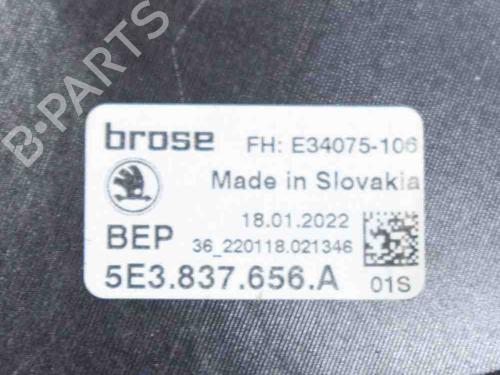 B-PARTS
brose
FH: E34075-106
Made in Slovakia
18.01.2022
BEP 36_220118.021346
5E3.837.656.A 01S